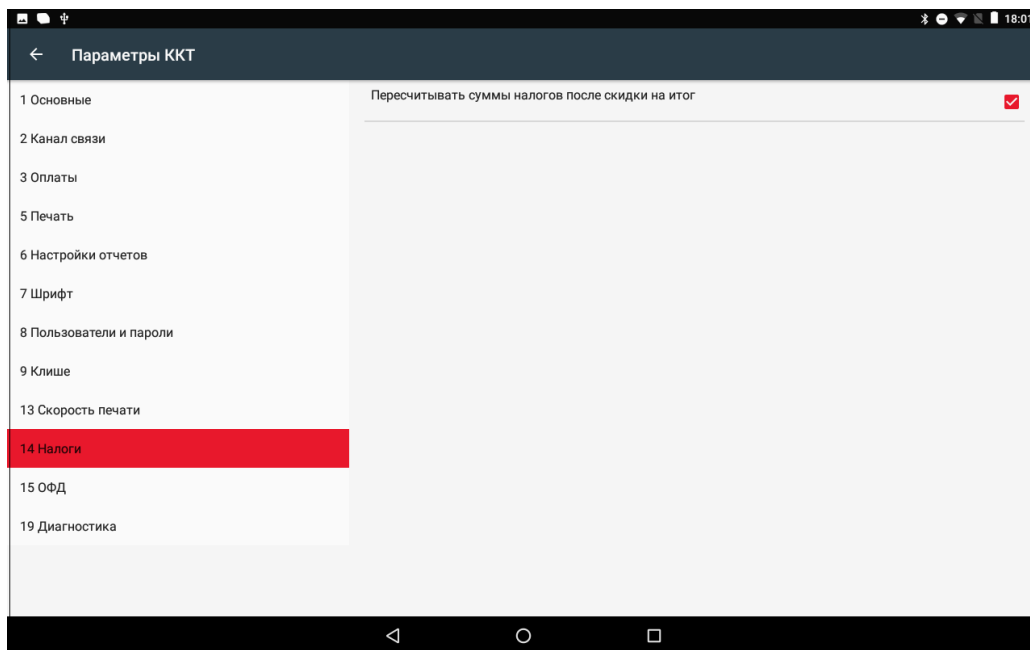 18:01
Параметры ККТ
1 Основные
2 Канал связи
3 Оплаты
5 Печать
6 Настройки отчетов
7 Шрифт
8 Пользователи и пароли
9 Клише
13 Скорость печати
14 Налоги
15 ОФД
19 Диагностика
Пересчитывать суммы налогов после скидки на итог